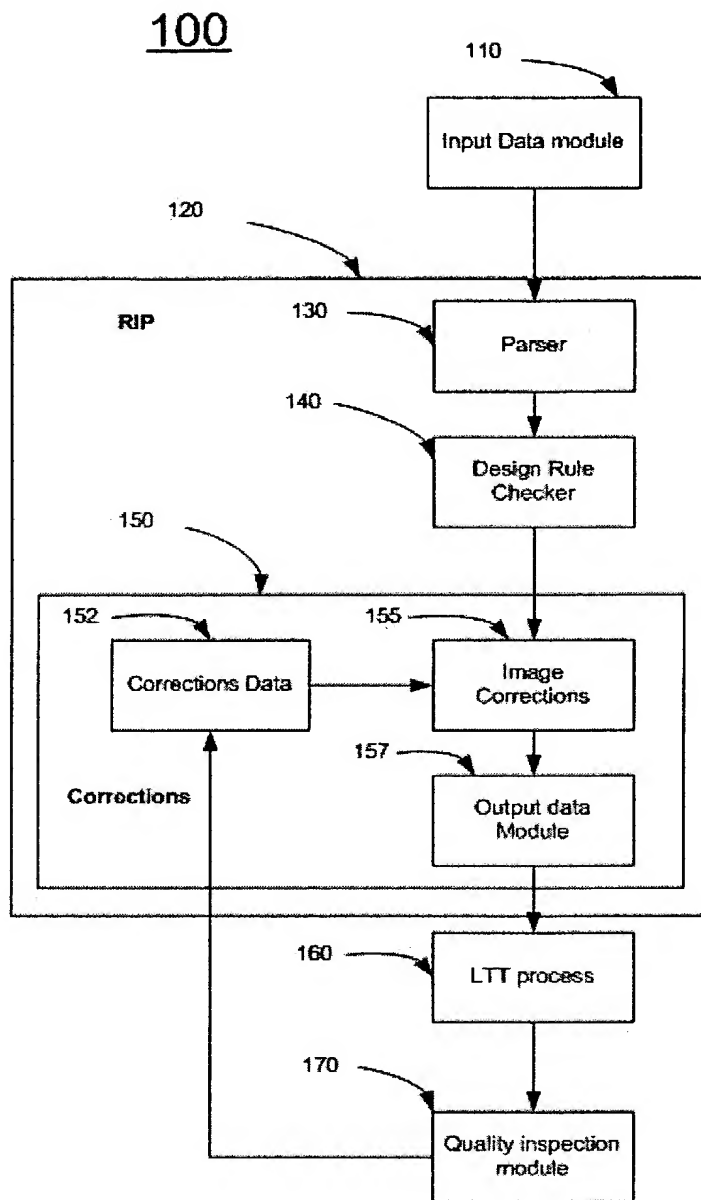 100
110
Input Data module
120
RIP
130
Parser
140
Design Rule
Checker
150
152
155
Corrections Data
Image
Corrections
157
Corrections
Output data
Module
160
LTT process
170
Quality inspection
module